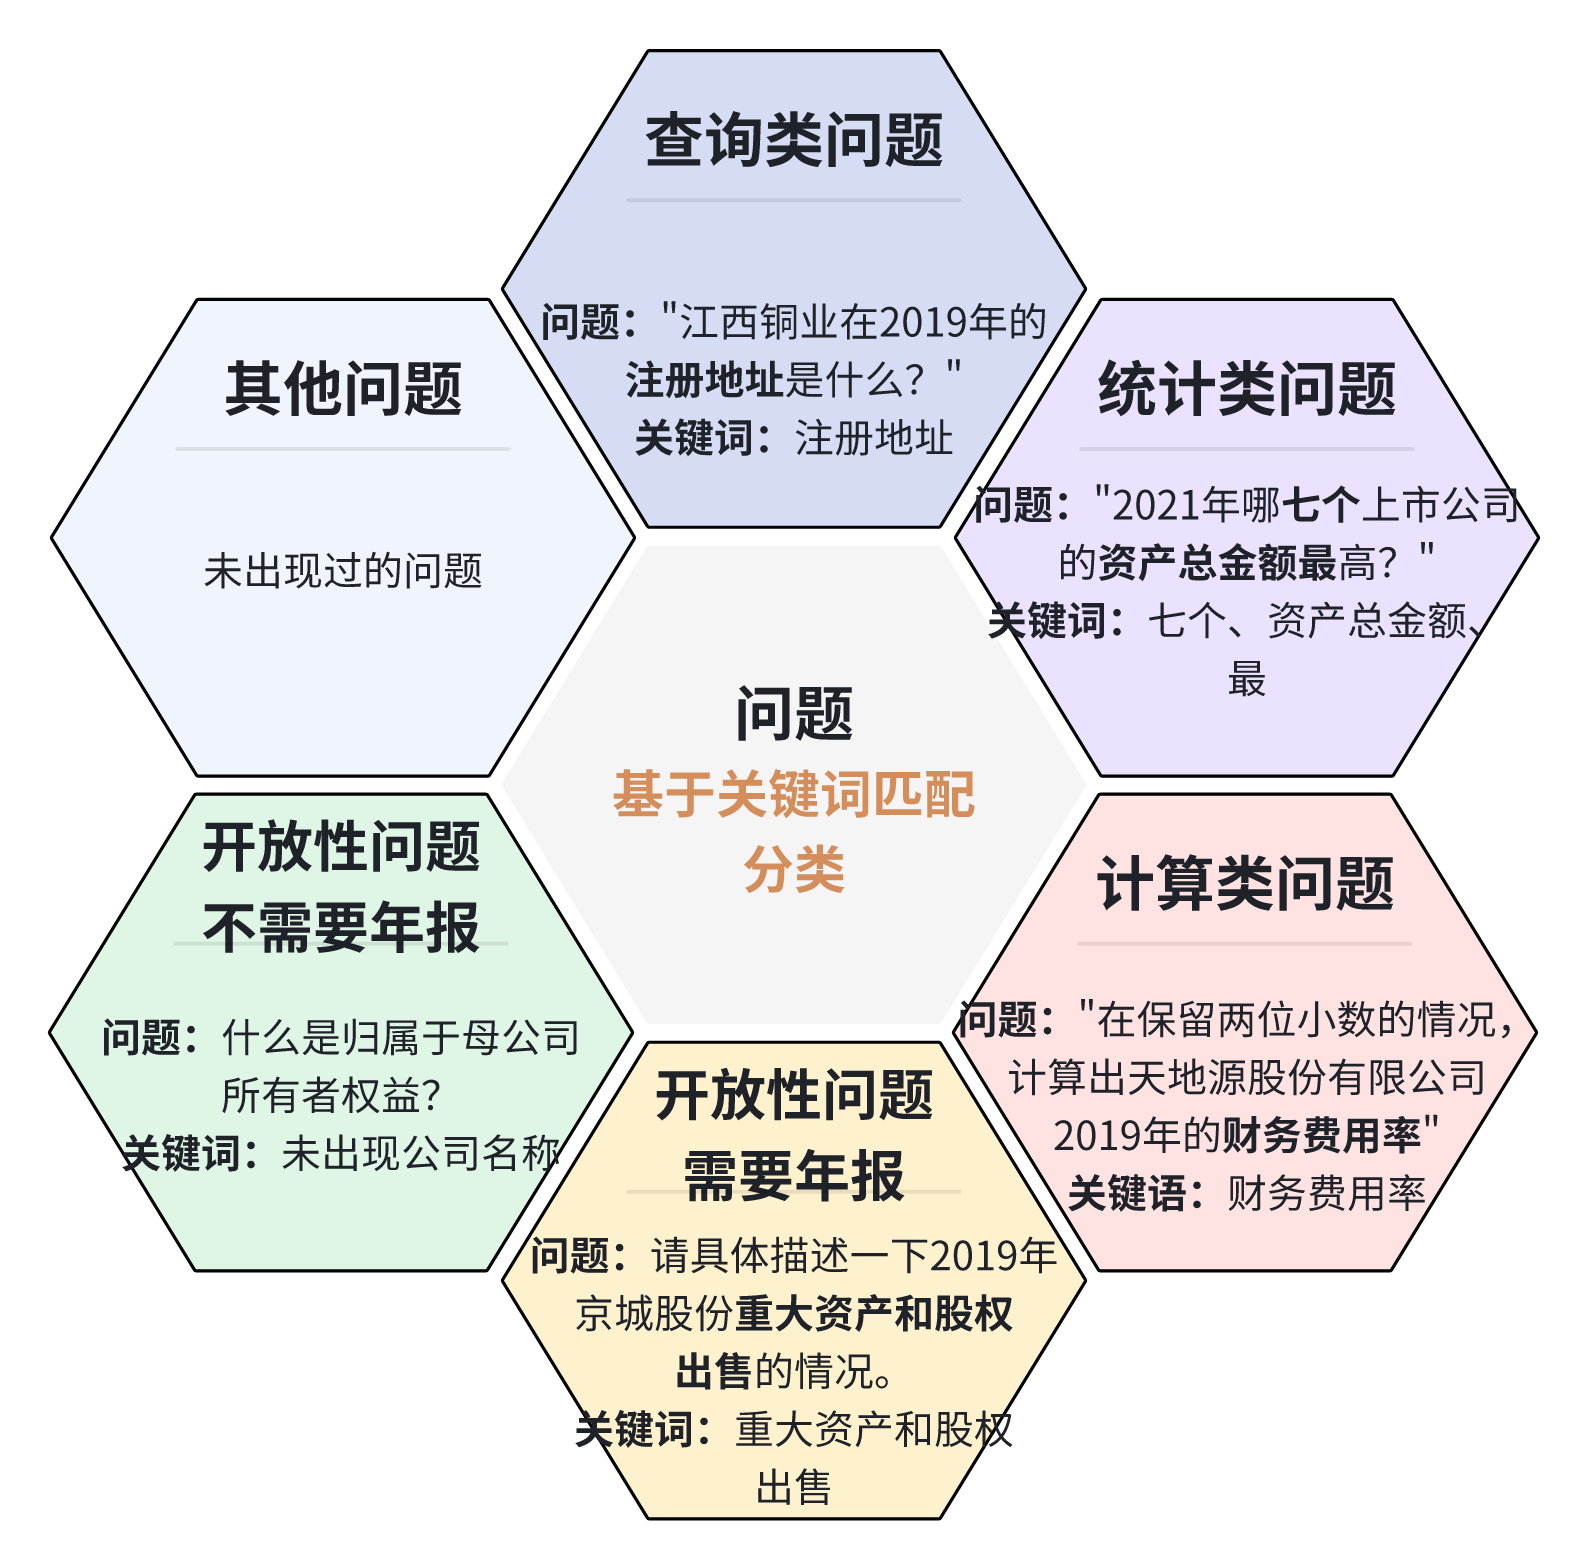 查询类问题
问题："江西铜业在2019年的
注册地址是什么？"
关键词：注册地址
统计类问题
问题："2021年哪七个上市公司
的资产总金额最高？"
关键词：七个、资产总金额、
最
计算类问题
问题："在保留两位小数的情况，
计算出天地源股份有限公司
2019年的财务费用率"
关键语：财务费用率
开放性问题
需要年报
问题：请具体描述一下2019年
京城股份重大资产和股权
出售的情况。
关键词：重大资产和股权
出售
开放性问题
不需要年报
问题：什么是归属于母公司
所有者权益？
关键词：未出现公司名称
其他问题
未出现过的问题
问题
基于关键词匹配
分类